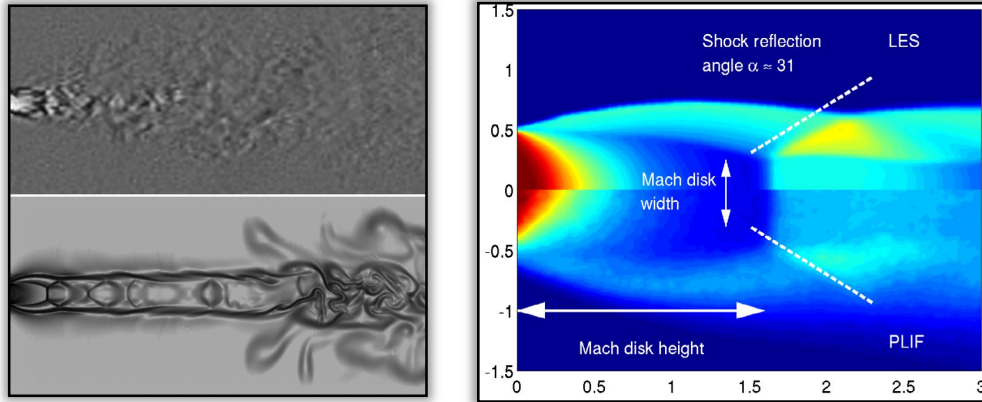 1.5
1
0.5
0
-0.5
-1
-1.5
Shock reflection
angle α ≈ 31
LES
Mach disk
width
Mach disk height
PLIF
0
0.5
1
1.5
2
2.5
3